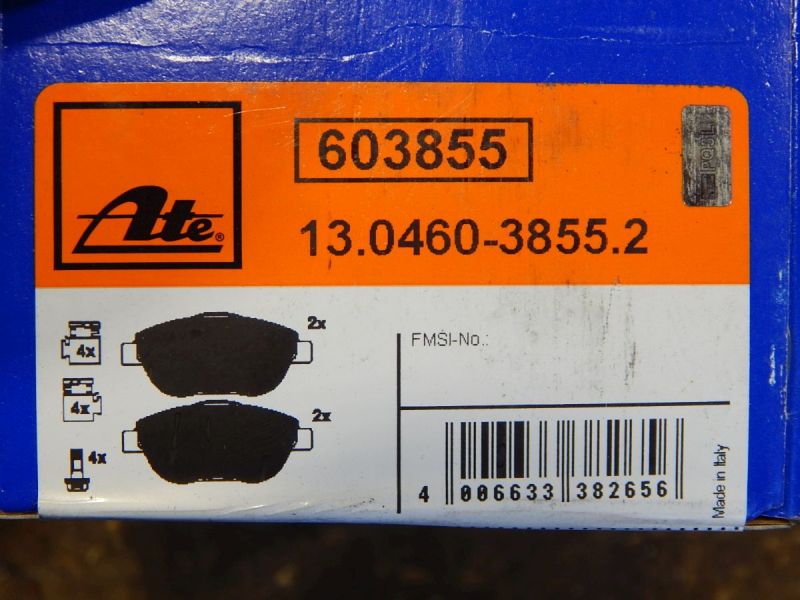 Ate®
603855
13.0460-3855.2
2x
4x
4x
2x
4x
FMSI-No.:
4 006633 382656
Made in Italy